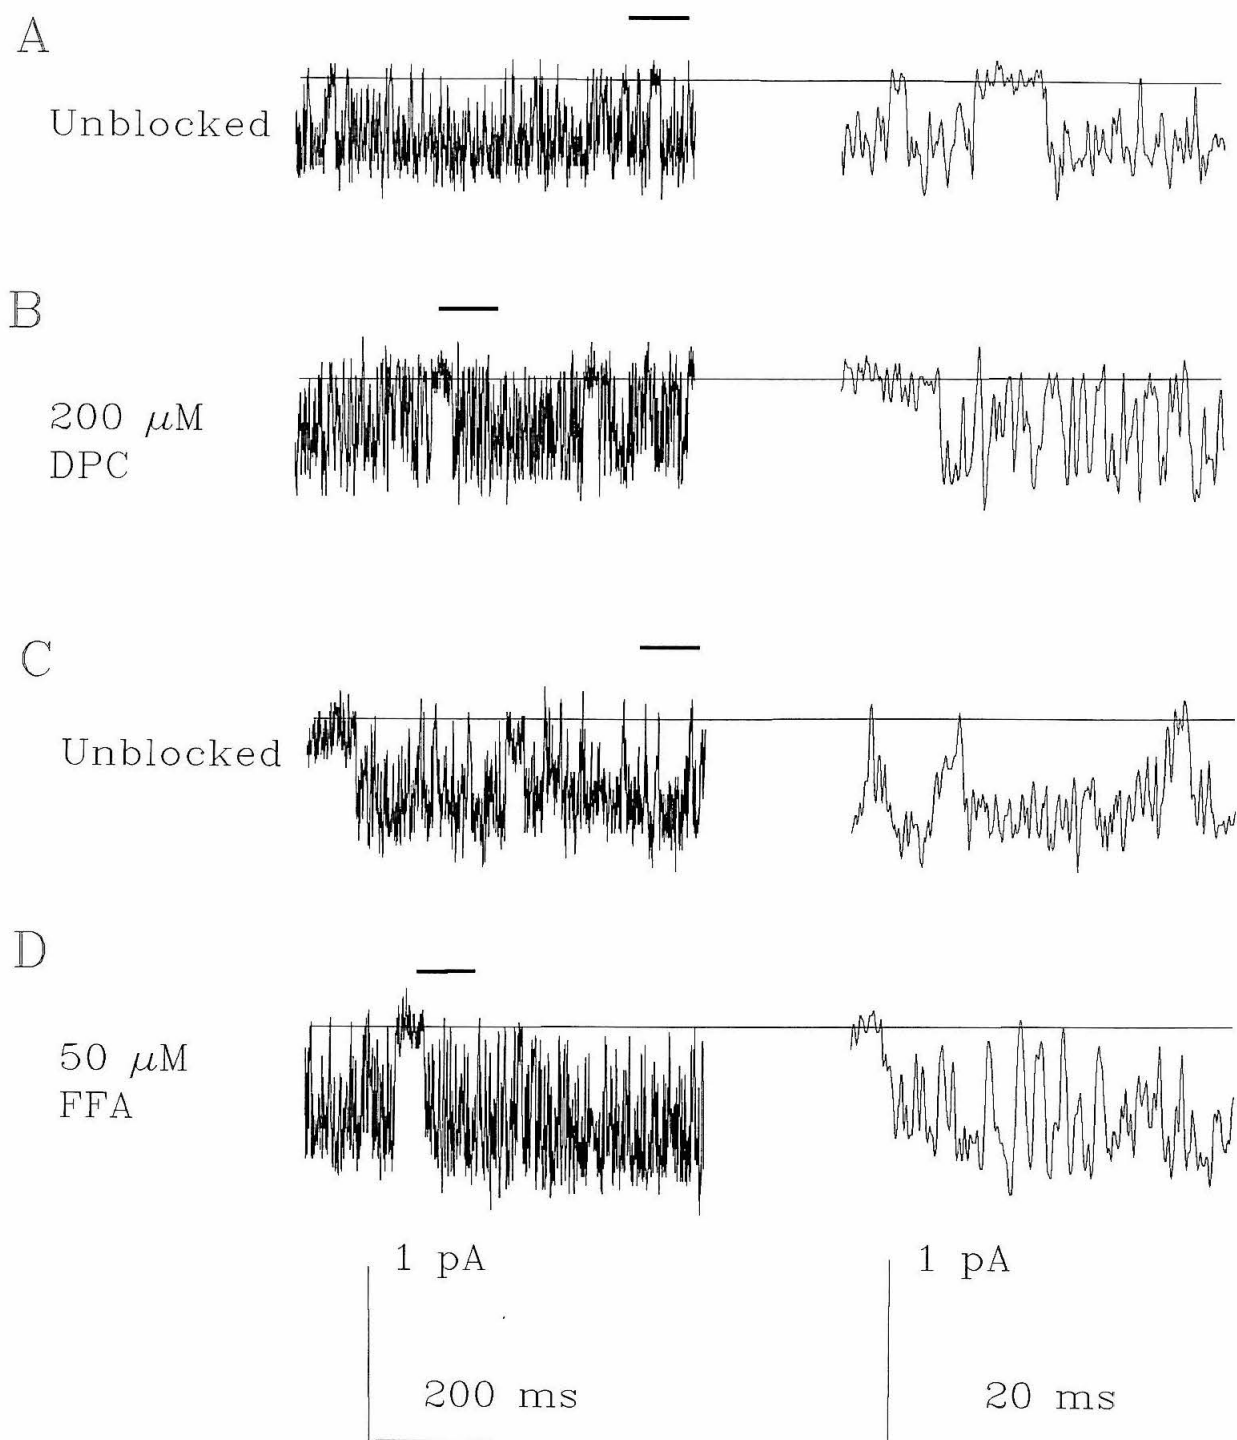 A
Unblocked
B
200 μM
DPC
C
Unblocked
D
50 μM
FFA
1 pA
1 pA
200 ms
20 ms